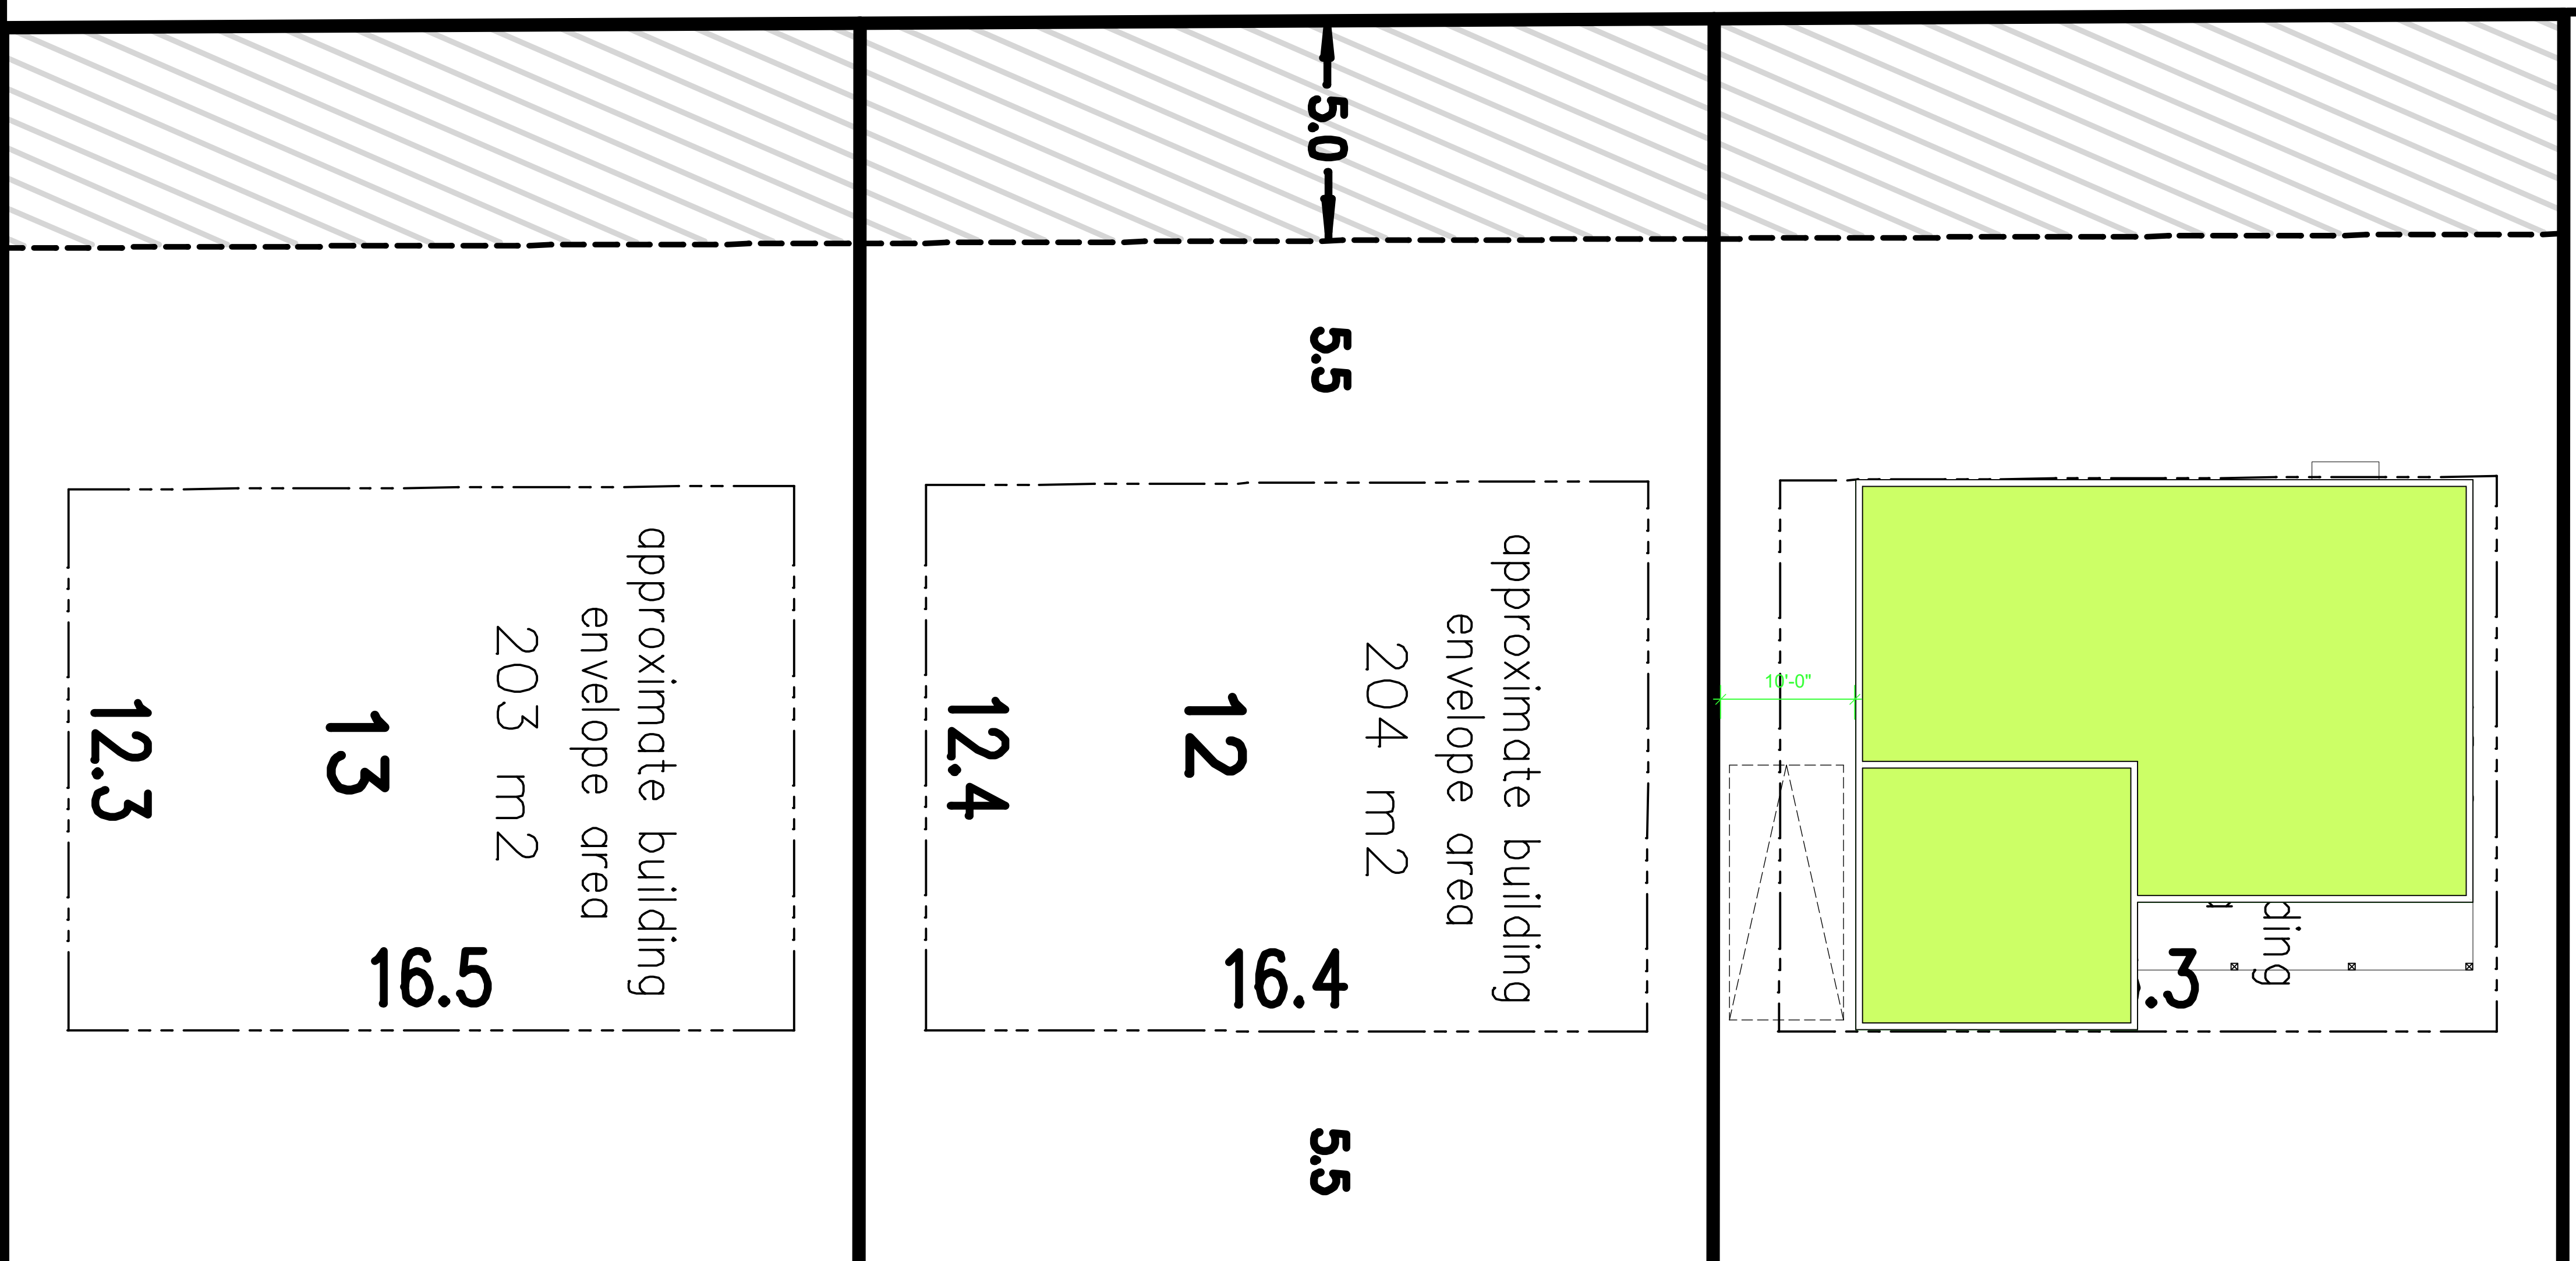 5.0
5.5
approximate building
envelope area
203 m2
13
12.3
16.5
approximate building
envelope area
204 m2
12
12.4
16.4
10'-0"
ding
.3
5.5